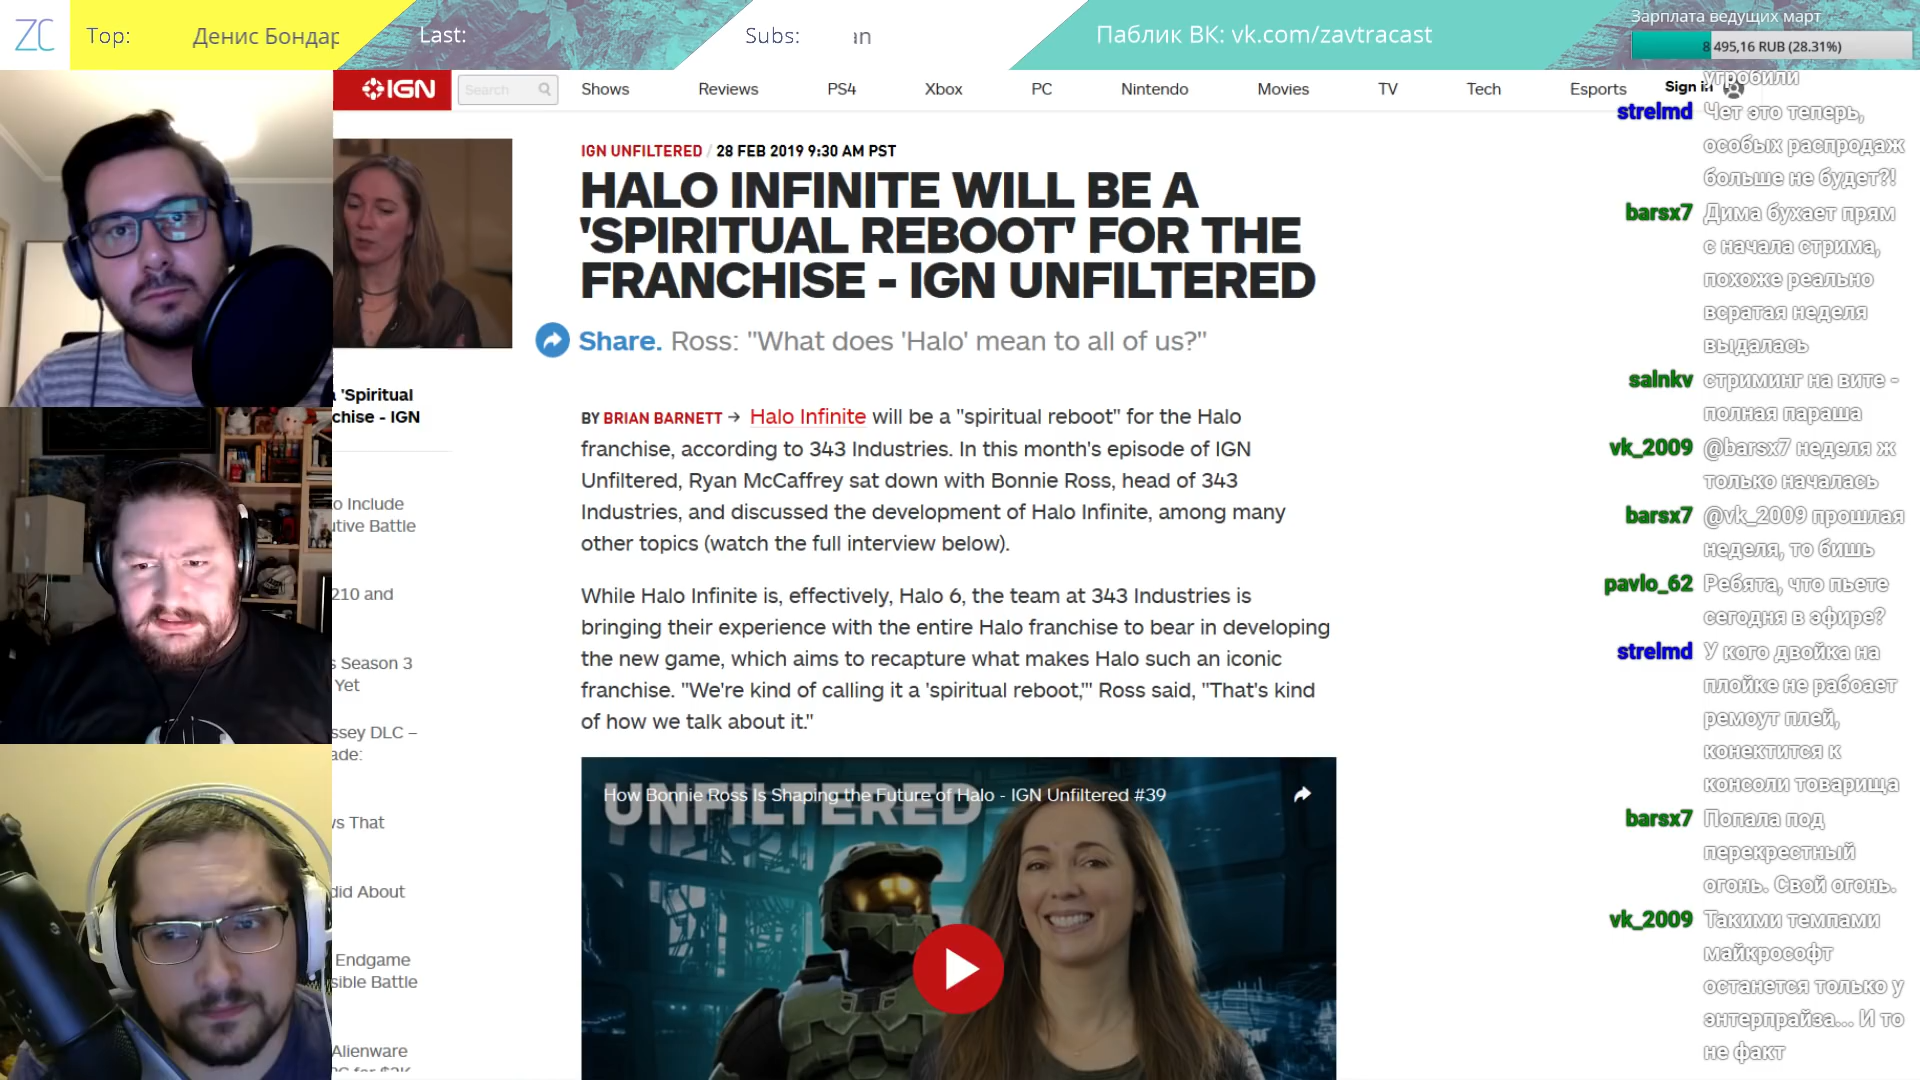 ZC
Top:
Денис Бондар
Last:
Subs:
an
Паблик ВК: vk.com/zavtracast
Зарплата ведущих март
8 495,16 RUB (28.31%)
IGN
Search
Shows
Reviews
PS4
Xbox
PC
Nintendo
Movies
TV
Tech
Esports
Sign in
IGN UNFILTERED / 28 FEB 2019 9:30 AM PST
HALO INFINITE WILL BE A
'SPIRITUAL REBOOT' FOR THE
FRANCHISE - IGN UNFILTERED
Share. Ross: "What does 'Halo' mean to all of us?"
BY BRIAN BARNETT → Halo Infinite will be a "spiritual reboot" for the Halo
franchise, according to 343 Industries. In this month's episode of IGN
Unfiltered, Ryan McCaffrey sat down with Bonnie Ross, head of 343
Industries, and discussed the development of Halo Infinite, among many
other topics (watch the full interview below).
While Halo Infinite is, effectively, Halo 6, the team at 343 Industries is
bringing their experience with the entire Halo franchise to bear in developing
the new game, which aims to recapture what makes Halo such an iconic
franchise. "We're kind of calling it a 'spiritual reboot,'" Ross said, "That's kind
of how we talk about it."
UNFILTERED
How Bonnie Ross Is Shaping the Future of Halo - IGN Unfiltered #39
'Spiritual
chise - IGN
o Include
utive Battle
210 and
s Season 3
Yet
ssey DLC –
ade:
ws That
did About
Endgame
sible Battle
Alienware
угробили
strelmd Чет это теперь,
особых распродаж
больше не будет?!
barsx7 Дима бухает прям
с начала стрима,
похоже реально
всратая неделя
выдалась
salnkv стриминг на вите -
полная параша
vk_2009 @barsx7 неделя ж
только началась
barsx7 @vk_2009 прошлая
неделя, то бишь
pavlo_62 Ребята, что пьете
сегодня в эфире?
strelmd У кого двойка на
плойке не рабоает
ремоут плей,
конектится к
консоли товарища
barsx7 Попала под
перекрестный
огонь. Свой огонь.
vk_2009 Такими темпами
майкрософт
останется только у
энтерпрайза... И то
не факт